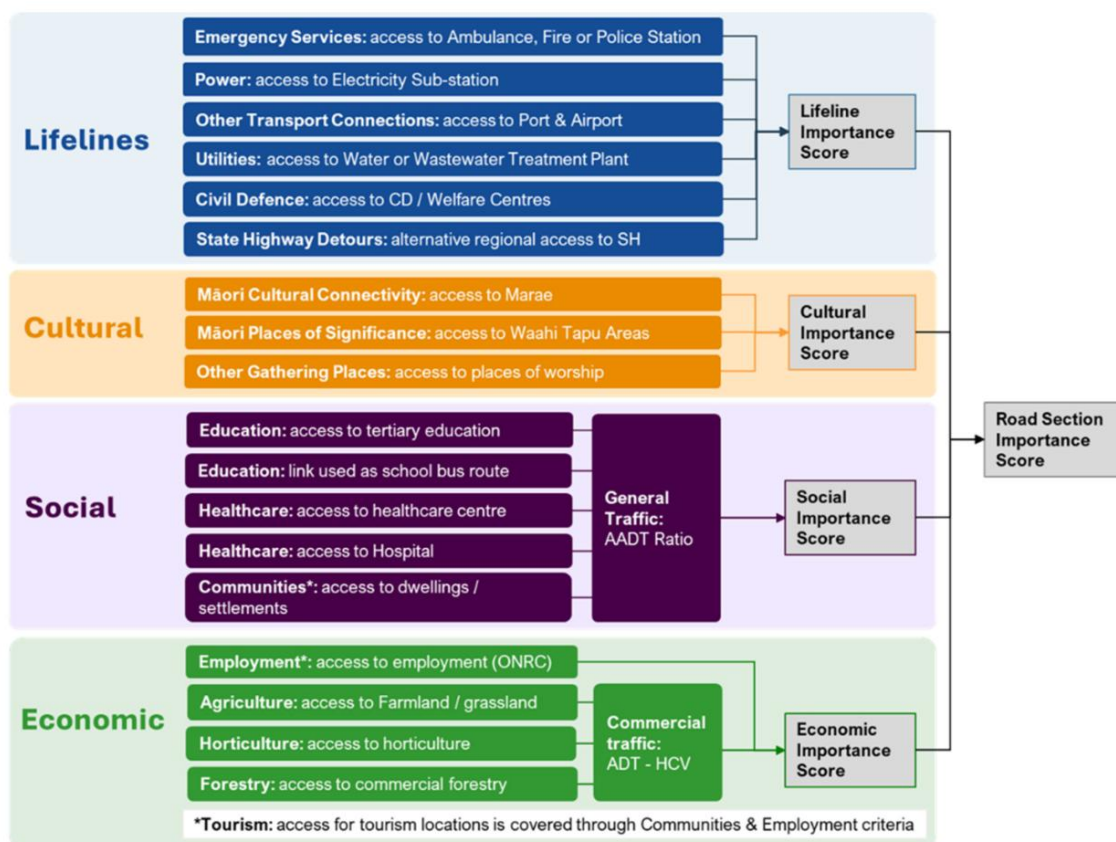 Lifelines
Emergency Services: access to Ambulance, Fire or Police Station
Power: access to Electricity Sub-station
Other Transport Connections: access to Port & Airport
Utilities: access to Water or Wastewater Treatment Plant
Civil Defence: access to CD / Welfare Centres
State Highway Detours: alternative regional access to SH
Lifeline
Importance
Score
Cultural
Māori Cultural Connectivity: access to Marae
Māori Places of Significance: access to Waahi Tapu Areas
Other Gathering Places: access to places of worship
Cultural
Importance
Score
Social
Education: access to tertiary education
Education: link used as school bus route
Healthcare: access to healthcare centre
Healthcare: access to Hospital
Communities*: access to dwellings /
settlements
General
Traffic:
AADT Ratio
Social
Importance
Score
Economic
Employment*: access to employment (ONRC)
Agriculture: access to Farmland / grassland
Horticulture: access to horticulture
Forestry: access to commercial forestry
Commercial
traffic:
ADT - HCV
Economic
Importance
Score
*Tourism: access for tourism locations is covered through Communities & Employment criteria
Road Section
Importance
Score